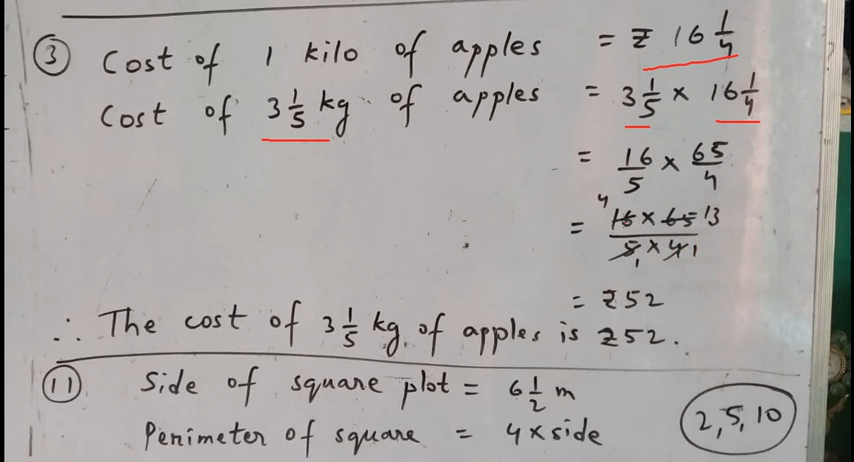 ③ Cost of 1 kilo of apples = ₹ 16 1/4
Cost of 3 1/5 kg of apples = 3 1/5 × 16 1/4
= 16/5 × 65/4
4
= 16 × 65 13
5 1 × 4 1
= ₹52
∴ The cost of 3 1/5 kg of apples is ₹52.
⑪ Side of square plot = 6 1/2 m
Perimeter of square = 4 × side
2, 5, 10